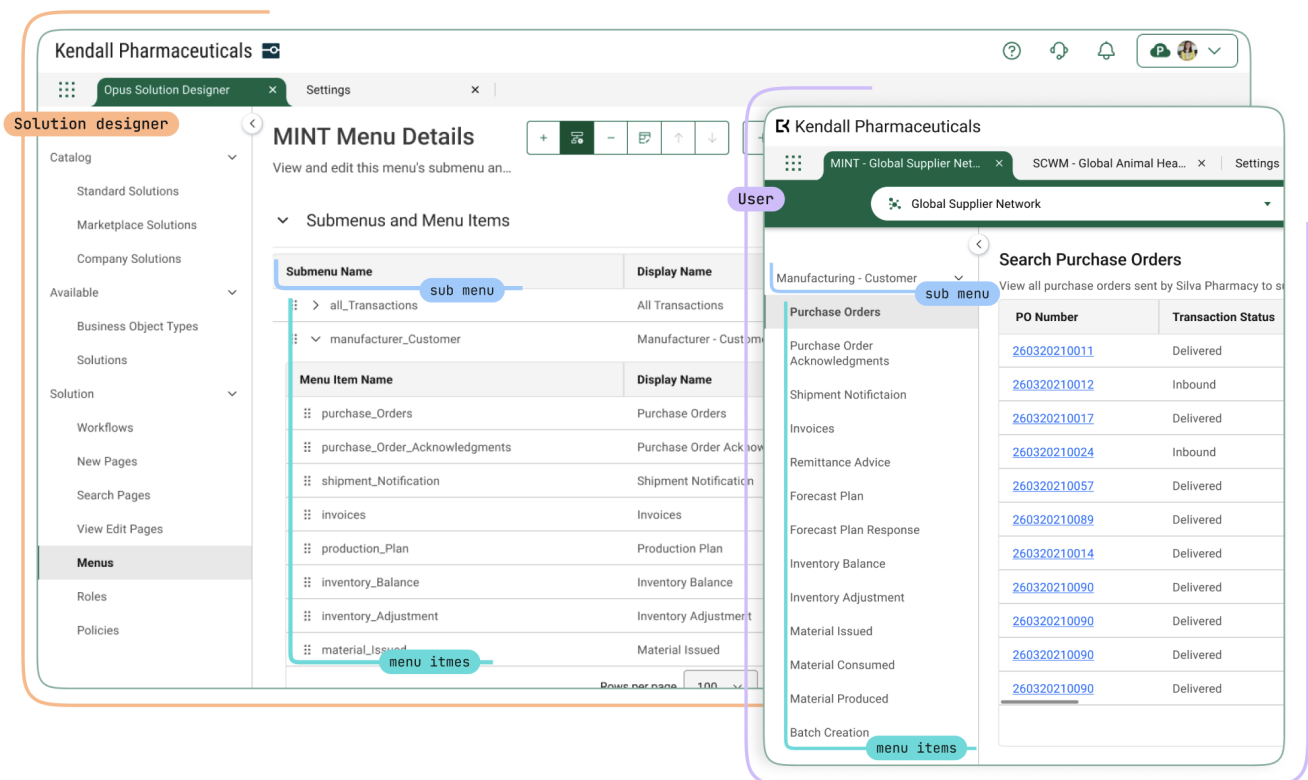 Kendall Pharmaceuticals
Opus Solution Designer
Settings
Solution designer
Catalog
Standard Solutions
Marketplace Solutions
Company Solutions
Available
Business Object Types
Solutions
Solution
Workflows
New Pages
Search Pages
View Edit Pages
Menus
Roles
Policies
MINT Menu Details
View and edit this menu's submenu an...
Submenus and Menu Items
Submenu Name
Display Name
sub menu
all_Transactions
All Transactions
manufacturer_Customer
Manufacturer - Custome
Menu Item Name
Display Name
purchase_Orders
Purchase Orders
purchase_Order_Acknowledgments
Purchase Order Acknow
shipment_Notification
Shipment Notification
invoices
Invoices
production_Plan
Production Plan
inventory_Balance
Inventory Balance
inventory_Adjustment
Inventory Adjustment
material_Issued
Material Issued
menu itmes
Rows per page
100
Kendall Pharmaceuticals
MINT - Global Supplier Net...
SCWM - Global Animal Hea...
Settings
User
Global Supplier Network
Manufacturing - Customer
sub menu
Purchase Orders
Purchase Order
Acknowledgments
Shipment Notifictaion
Invoices
Remittance Advice
Forecast Plan
Forecast Plan Response
Inventory Balance
Inventory Adjustment
Material Issued
Material Consumed
Material Produced
Batch Creation
menu items
Search Purchase Orders
View all purchase orders sent by Silva Pharmacy to
PO Number
Transaction Status
260320210011
Delivered
260320210012
Inbound
260320210017
Delivered
260320210024
Inbound
260320210057
Delivered
260320210089
Delivered
260320210014
Delivered
260320210090
Delivered
260320210090
Delivered
260320210090
Delivered
260320210090
Delivered